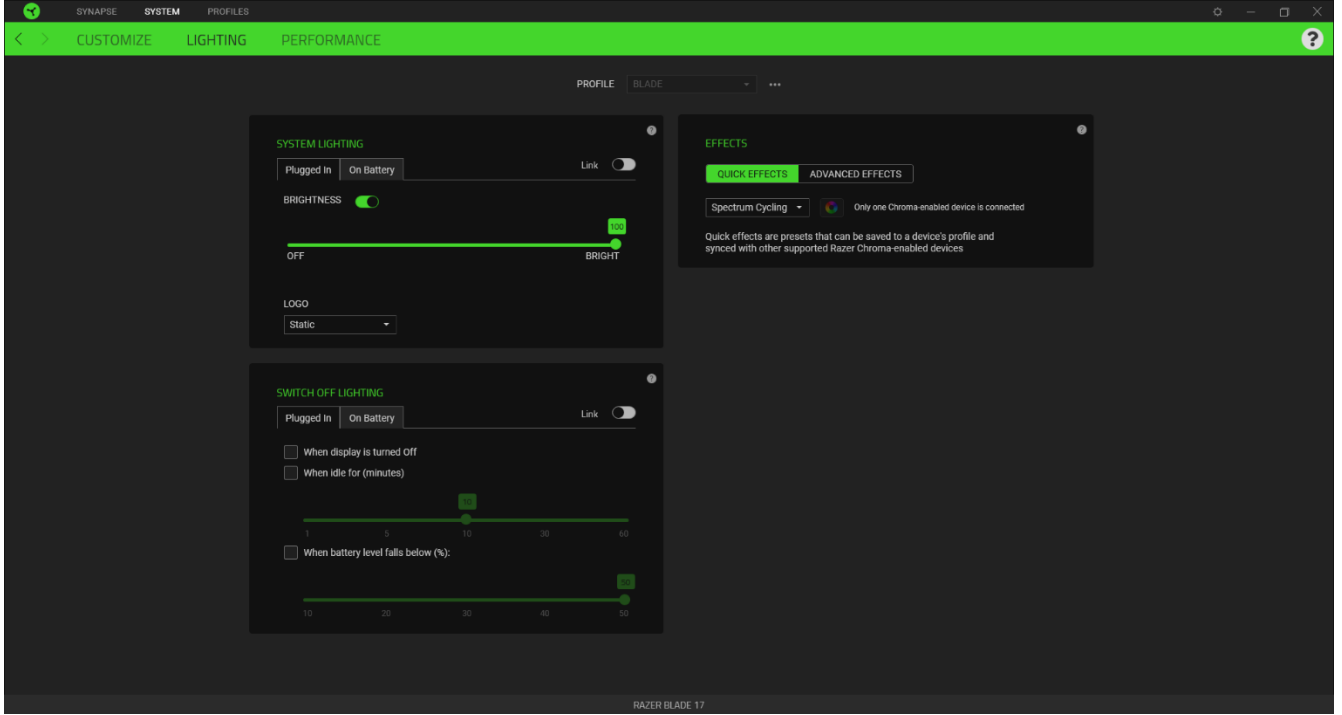 SYNAPSE SYSTEM PROFILES
CUSTOMIZE LIGHTING PERFORMANCE ?
PROFILE BLADE
SYSTEM LIGHTING
Plugged In On Battery Link
BRIGHTNESS
100
OFF BRIGHT
LOGO
Static
EFFECTS
QUICK EFFECTS ADVANCED EFFECTS
Spectrum Cycling Only one Chroma-enabled device is connected
Quick effects are presets that can be saved to a device's profile and
synced with other supported Razer Chroma-enabled devices
SWITCH OFF LIGHTING
Plugged In On Battery Link
When display is turned Off
When idle for (minutes)
10
1 5 10 30 60
When battery level falls below (%):
50
10 20 30 40 50
RAZER BLADE 17